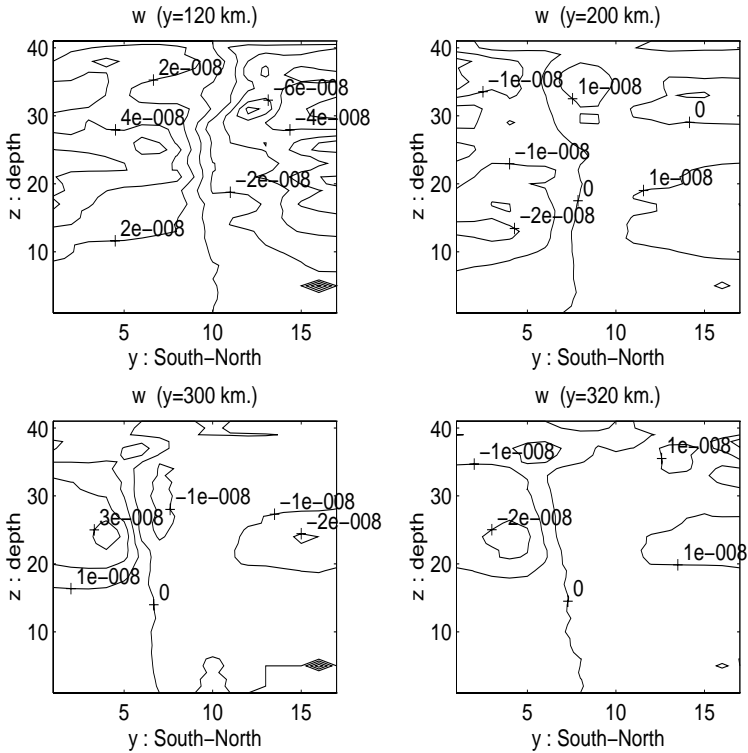 w (y=120 km.)
40
30
20
10
z : depth
2e−008
−6e−008
4e−008
−4e−008
−2e−008
2e−008
5
10
15
y : South−North
w (y=200 km.)
40
30
20
10
z : depth
−1e−008
1e−008
0
−1e−008
1e−008
0
−2e−008
5
10
15
y : South−North
w (y=300 km.)
40
30
20
10
z : depth
−1e−008
−1e−008
3e−008
−2e−008
1e−008
0
5
10
15
y : South−North
w (y=320 km.)
40
30
20
10
z : depth
−1e−008
1e−008
−2e−008
1e−008
0
5
10
15
y : South−North